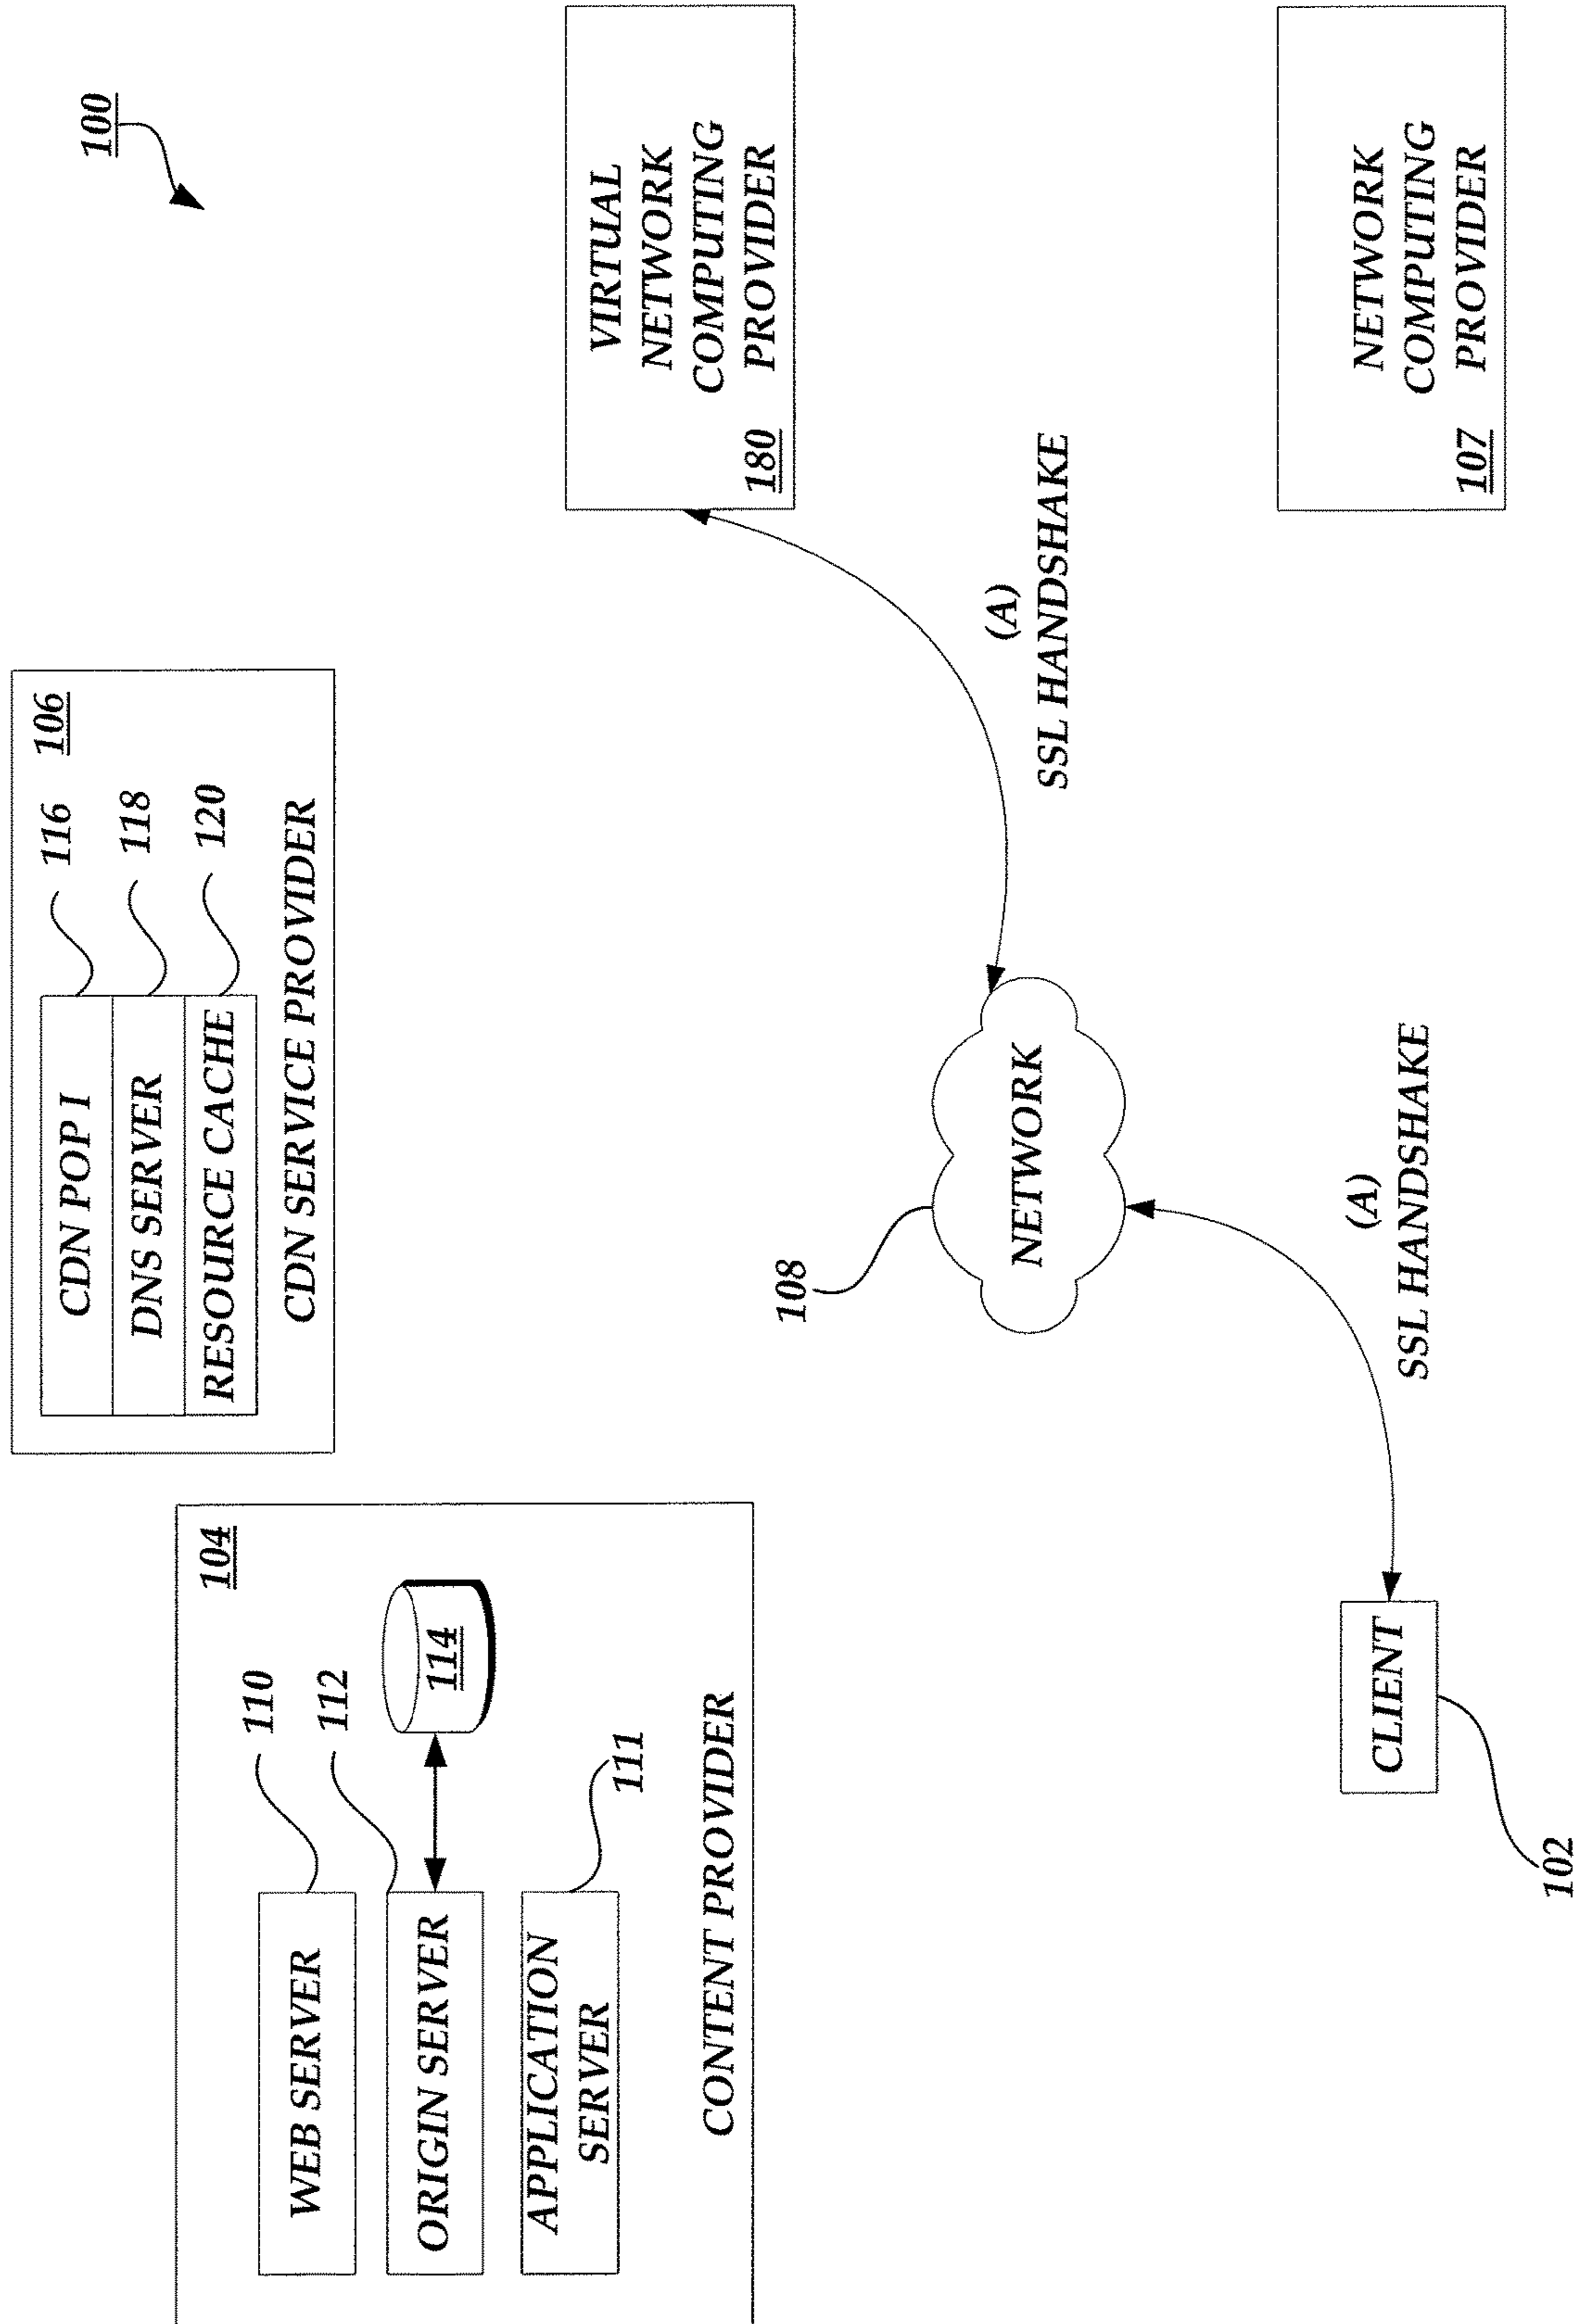 100
104
110
WEB SERVER
112
ORIGIN SERVER
114
APPLICATION
SERVER
111
CONTENT PROVIDER
106
116
CDN POP I
118
DNS SERVER
120
RESOURCE CACHE
CDN SERVICE PROVIDER
VIRTUAL
NETWORK
COMPUTING
PROVIDER
180
108
NETWORK
(A)
SSL HANDSHAKE
(A)
SSL HANDSHAKE
CLIENT
102
NETWORK
COMPUTING
PROVIDER
107